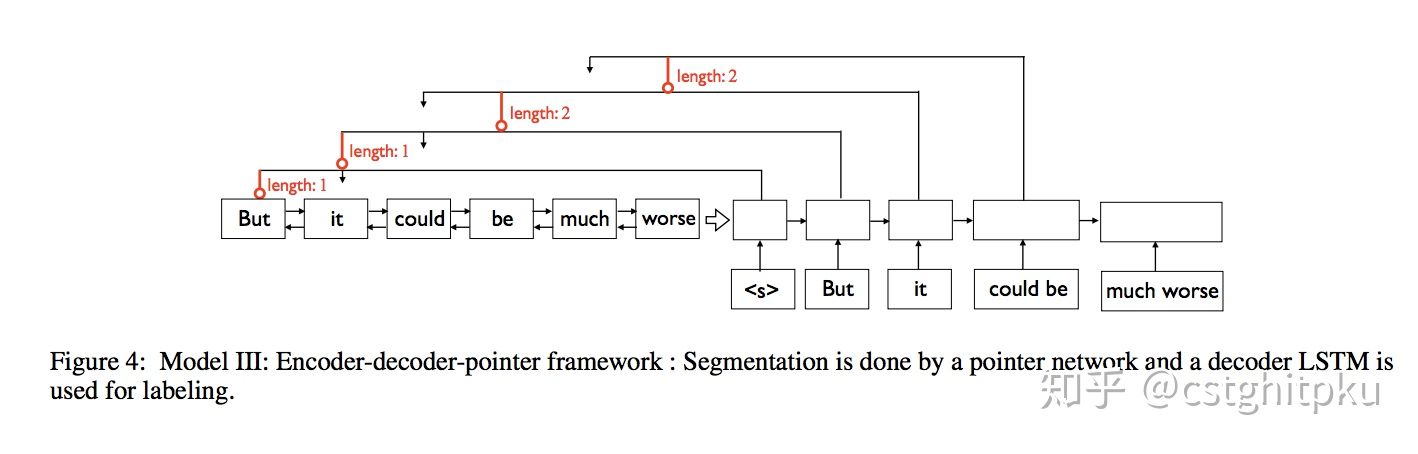 length: 2
length: 2
length: 1
length: 1
But it could be much worse
<s> But it could be much worse
Figure 4: Model III: Encoder-decoder-pointer framework : Segmentation is done by a pointer network and a decoder LSTM is
used for labeling.
知乎 @cstghitpku